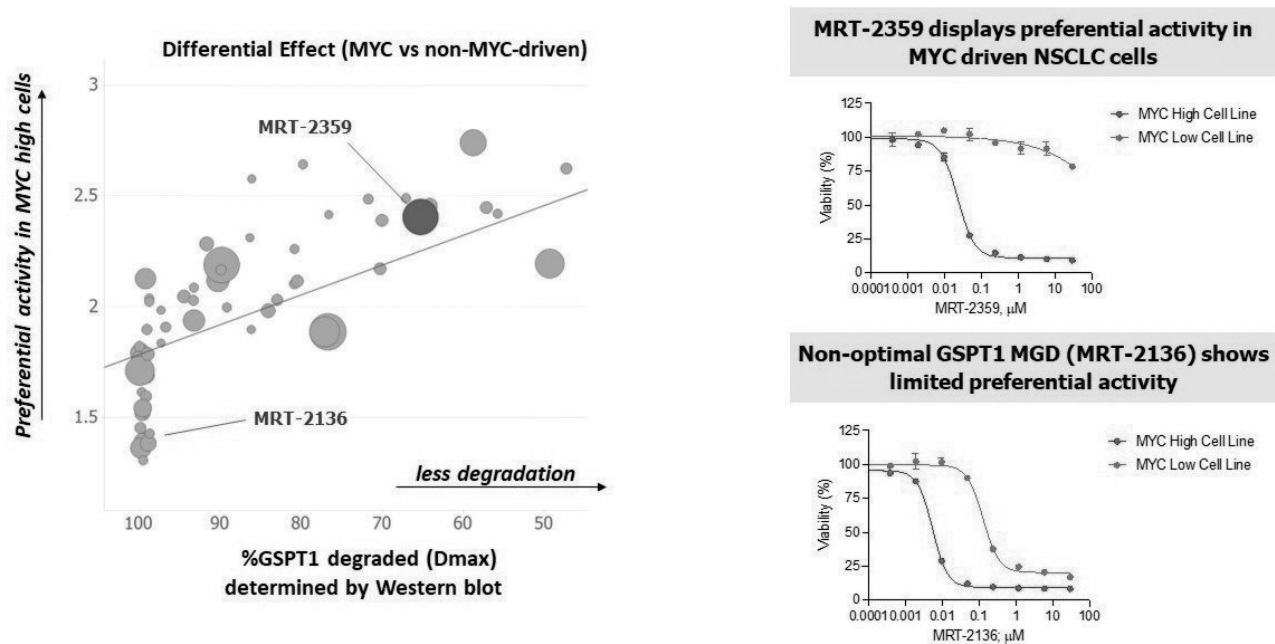 Differential Effect (MYC vs non-MYC-driven)
Preferential activity in MYC high cells
3
2.5
2
1.5
MRT-2359
MRT-2136
less degradation
100 90 80 70 60 50
%GSPT1 degraded (Dmax)
determined by Western blot
MRT-2359 displays preferential activity in
MYC driven NSCLC cells
125
100
75
50
25
0
Viability (%)
MYC High Cell Line
MYC Low Cell Line
0.0001 0.001 0.01 0.1 1 10 100
MRT-2359, μM
Non-optimal GSPT1 MGD (MRT-2136) shows
limited preferential activity
125
100
75
50
25
0
Viability (%)
MYC High Cell Line
MYC Low Cell Line
0.0001 0.001 0.01 0.1 1 10 100
MRT-2136; μM